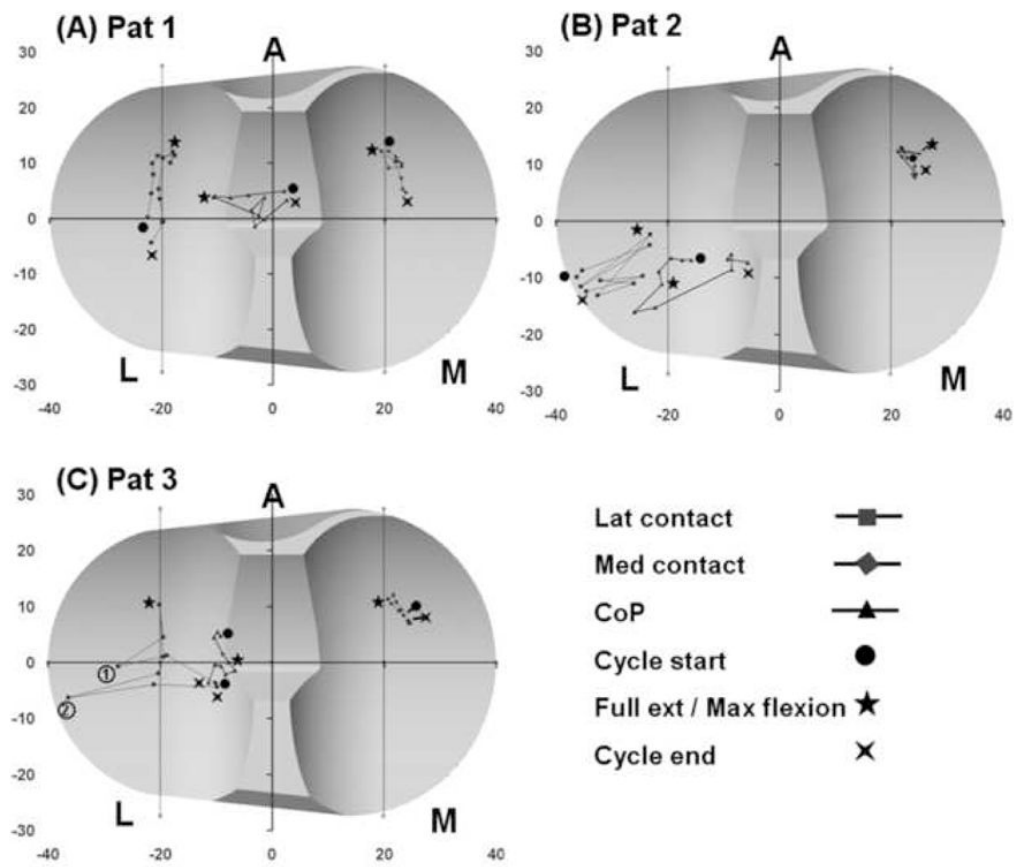 (A) Pat 1
A
30
20
10
0
-10
-20
-30
L
M
-40
-20
0
20
40
(B) Pat 2
A
30
20
10
0
-10
-20
-30
L
M
-40
-20
0
20
40
(C) Pat 3
A
30
20
10
0
-10
-20
-30
1
2
L
M
-40
-20
0
20
40
Lat contact
Med contact
CoP
Cycle start
Full ext / Max flexion
Cycle end